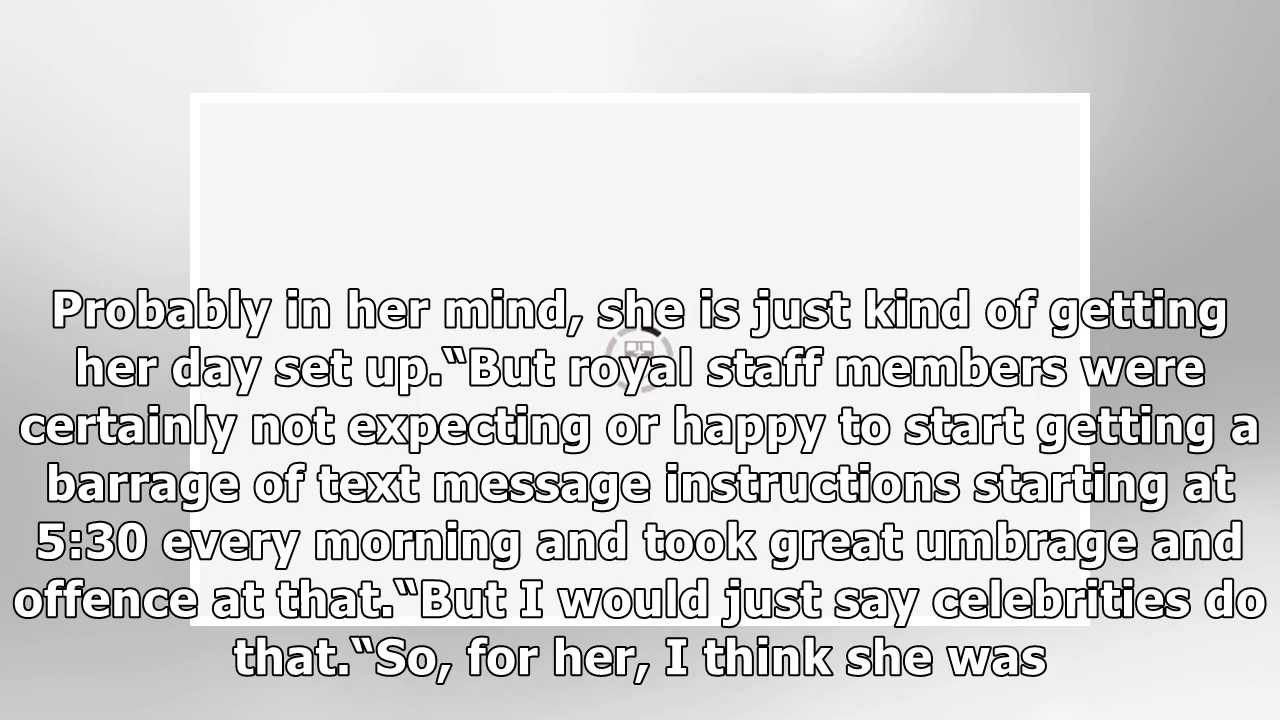 Probably in her mind, she is just kind of getting
her day set up.“But royal staff members were
certainly not expecting or happy to start getting a
barrage of text message instructions starting at
5:30 every morning and took great umbrage and
offence at that.“But I would just say celebrities do
that.“So, for her, I think she was